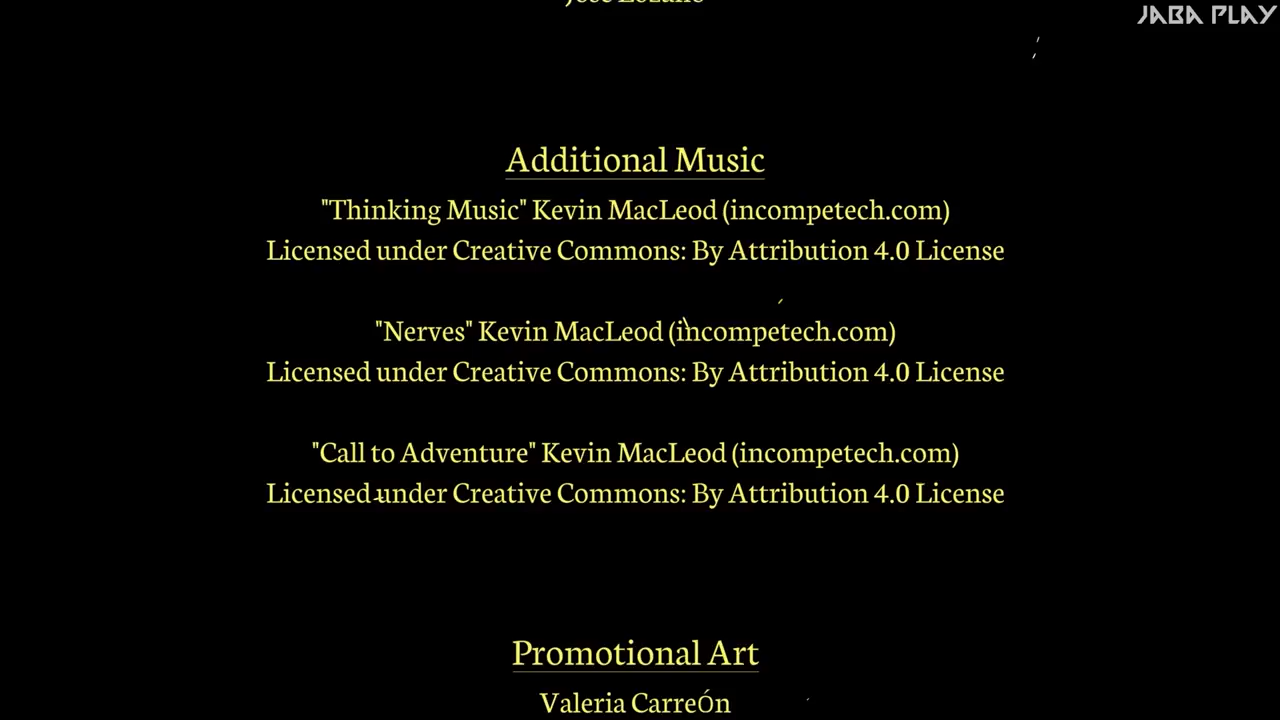 JABA PLAY
Additional Music
"Thinking Music" Kevin MacLeod (incompetech.com)
Licensed under Creative Commons: By Attribution 4.0 License
"Nerves" Kevin MacLeod (incompetech.com)
Licensed under Creative Commons: By Attribution 4.0 License
"Call to Adventure" Kevin MacLeod (incompetech.com)
Licensed under Creative Commons: By Attribution 4.0 License
Promotional Art
Valeria CarreÓn